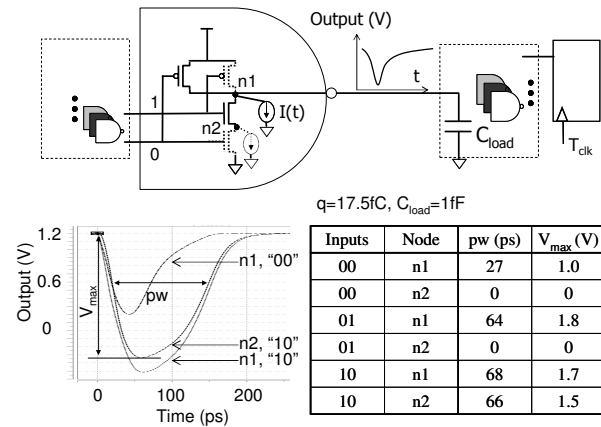 Output (V)
t
n1
1
n2
I(t)
0
C_load
T_clk
q=17.5fC, C_load=1fF
Output (V)
1.2
0.6
0
V_max
pw
n1, “00”
n2, “10”
n1, “10”
0 100 200
Time (ps)
Inputs Node pw (ps) V_max (V)
00 n1 27 1.0
00 n2 0 0
01 n1 64 1.8
01 n2 0 0
10 n1 68 1.7
10 n2 66 1.5